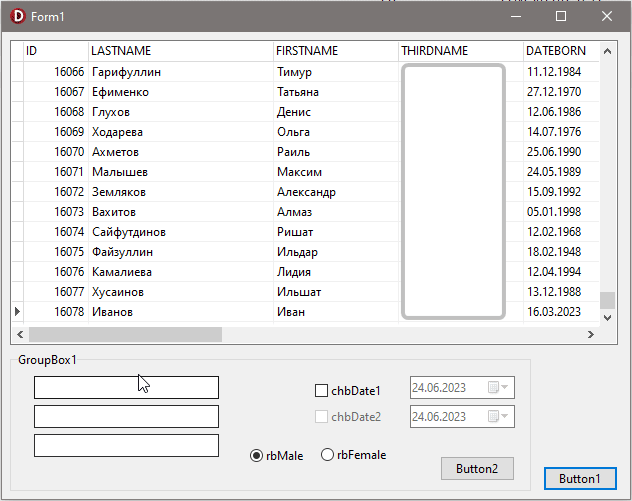 Form1
ID LASTNAME FIRSTNAME THIRDNAME DATEBORN
16066 Гарифуллин Тимур 11.12.1984
16067 Ефименко Татьяна 27.12.1970
16068 Глухов Денис 12.06.1986
16069 Ходарева Ольга 14.07.1976
16070 Ахметов Раиль 25.06.1990
16071 Малышев Максим 24.05.1989
16072 Земляков Александр 15.09.1992
16073 Вахитов Алмаз 05.01.1998
16074 Сайфутдинов Ришат 12.02.1968
16075 Файзуллин Ильдар 18.02.1948
16076 Камалиева Лидия 12.04.1994
16077 Хусаинов Ильшат 13.12.1988
16078 Иванов Иван 16.03.2023
GroupBox1
chbDate1 24.06.2023
chbDate2 24.06.2023
rbMale rbFemale
Button2
Button1